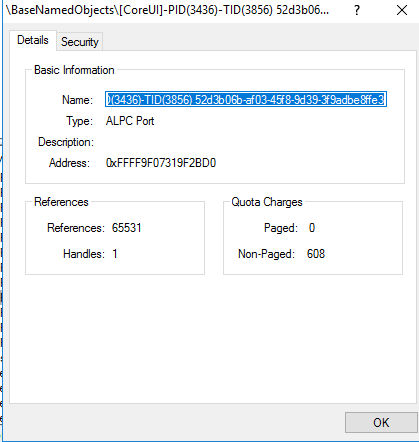 \BaseNamedObjects\[CoreUI]-PID(3436)-TID(3856) 52d3b06...
Details
Security
Basic Information
Name: (3436)-TID(3856) 52d3b06b-af03-45f8-9d39-3f9adbe8ffe3
Type: ALPC Port
Description:
Address: 0xFFFF9F07319F2BD0
References
References: 65531
Handles: 1
Quota Charges
Paged: 0
Non-Paged: 608
OK